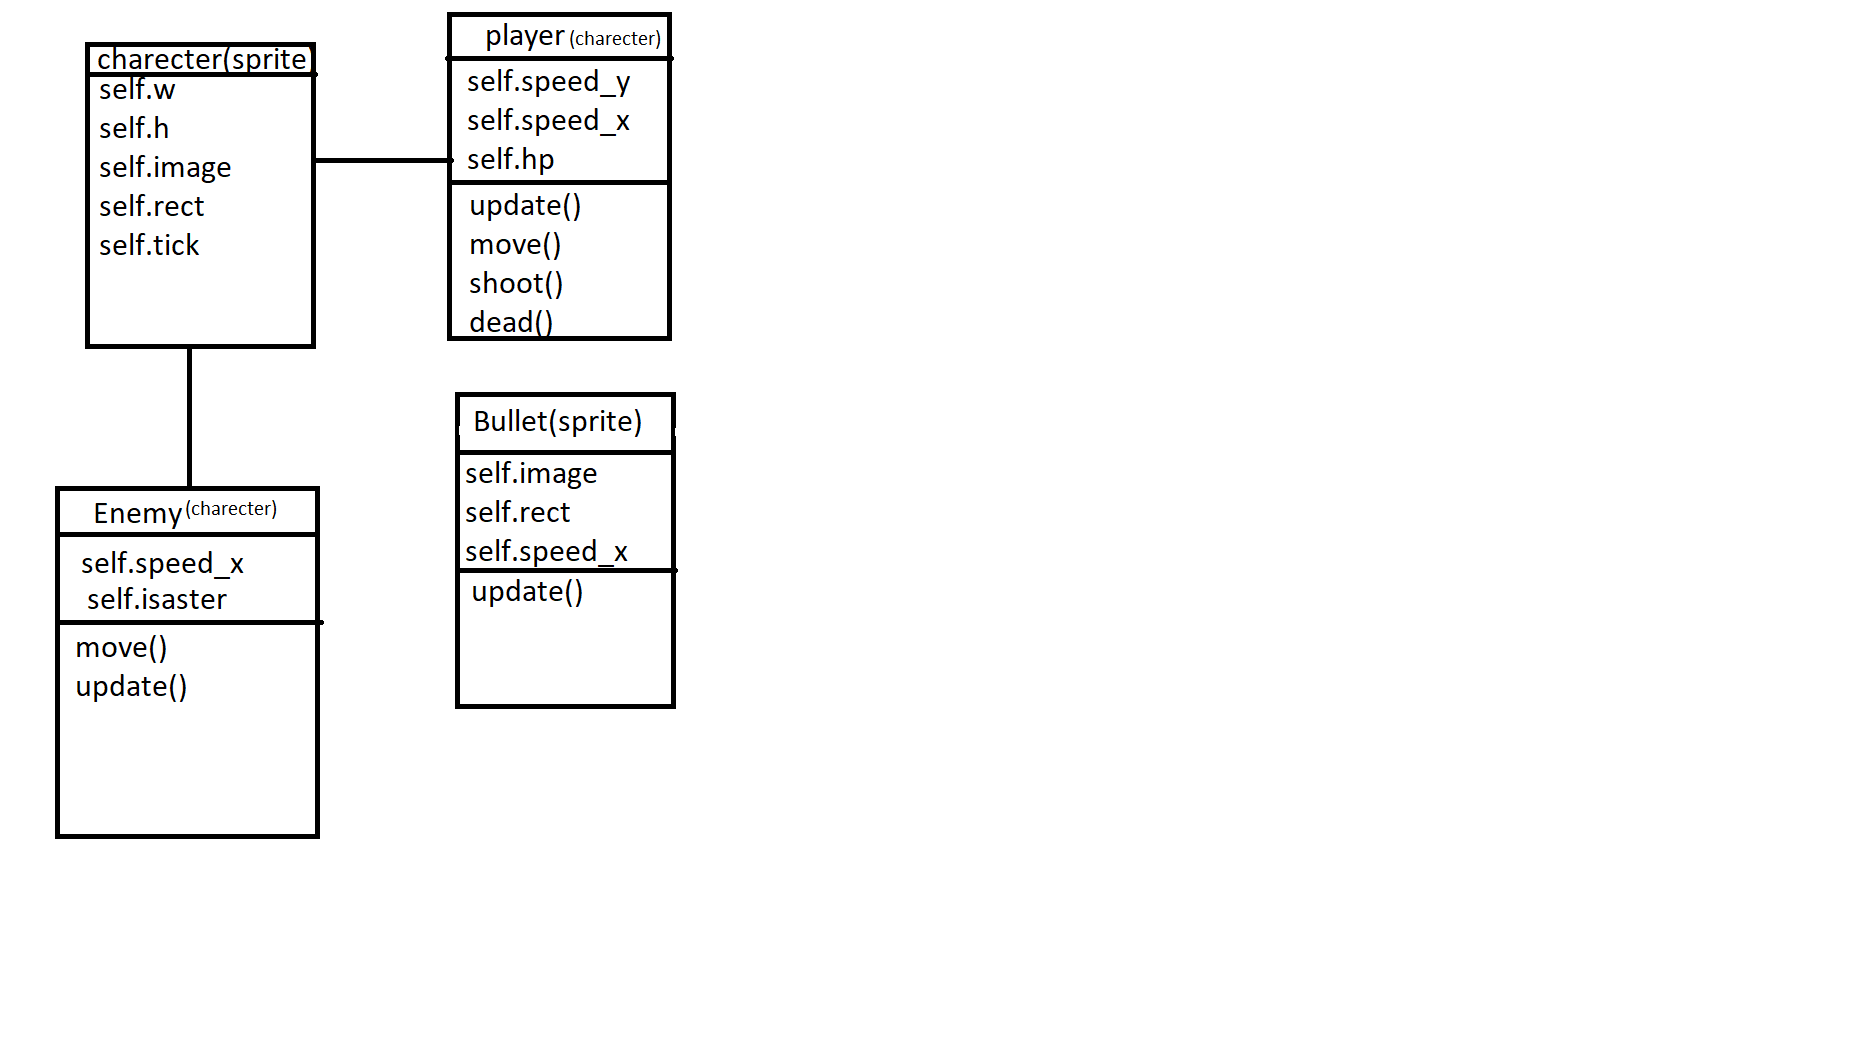 charecter(sprite)
self.w
self.h
self.image
self.rect
self.tick
player (charecter)
self.speed_y
self.speed_x
self.hp
update()
move()
shoot()
dead()
Bullet(sprite)
self.image
self.rect
self.speed_x
update()
Enemy (charecter)
self.speed_x
self.isaster
move()
update()